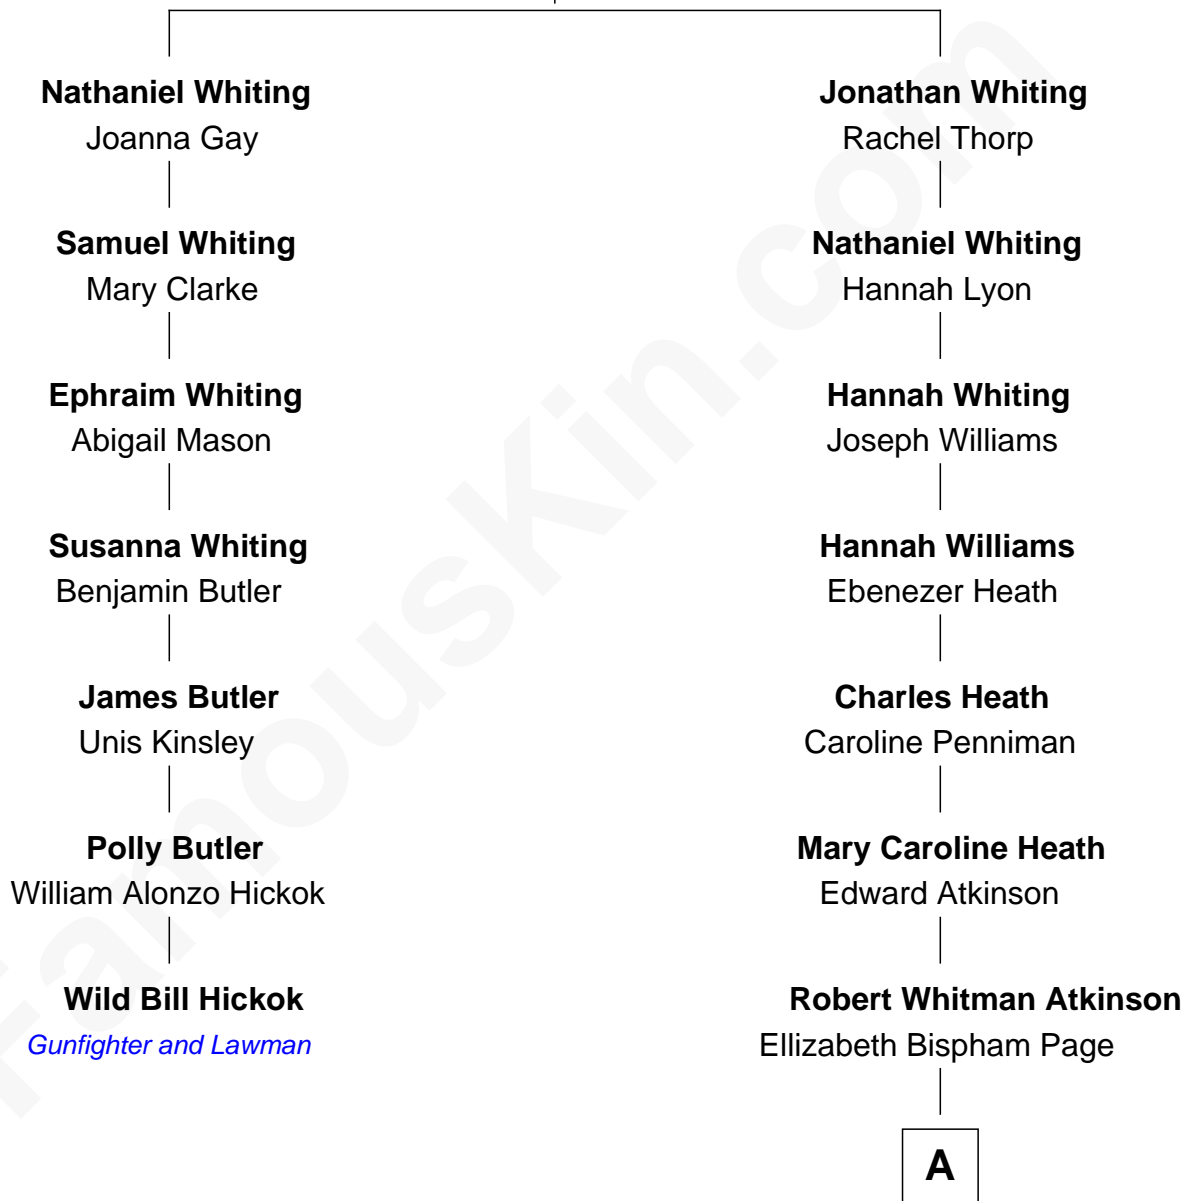 Nathaniel Whiting
Joanna Gay
Samuel Whiting
Mary Clarke
Ephraim Whiting
Abigail Mason
Susanna Whiting
Benjamin Butler
James Butler
Unis Kinsley
Polly Butler
William Alonzo Hickok
Wild Bill Hickok
Gunfighter and Lawman
Jonathan Whiting
Rachel Thorp
Nathaniel Whiting
Hannah Lyon
Hannah Whiting
Joseph Williams
Hannah Williams
Ebenezer Heath
Charles Heath
Caroline Penniman
Mary Caroline Heath
Edward Atkinson
Robert Whitman Atkinson
Ellizabeth Bispham Page
A
FamousKin.com